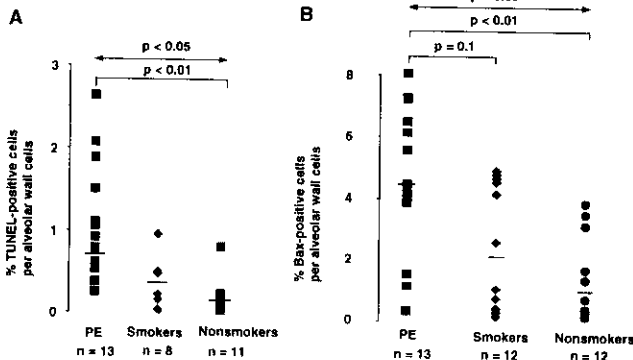 A
p < 0.05
p < 0.01
3
2
1
0
% TUNEL-positive cells
per alveolar wall cells
PE
Smokers
Nonsmokers
n = 13
n = 8
n = 11
B
p < 0.01
p = 0.1
8
6
4
2
0
% Bax-positive cells
per alveolar wall cells
PE
Smokers
Nonsmokers
n = 13
n = 12
n = 12